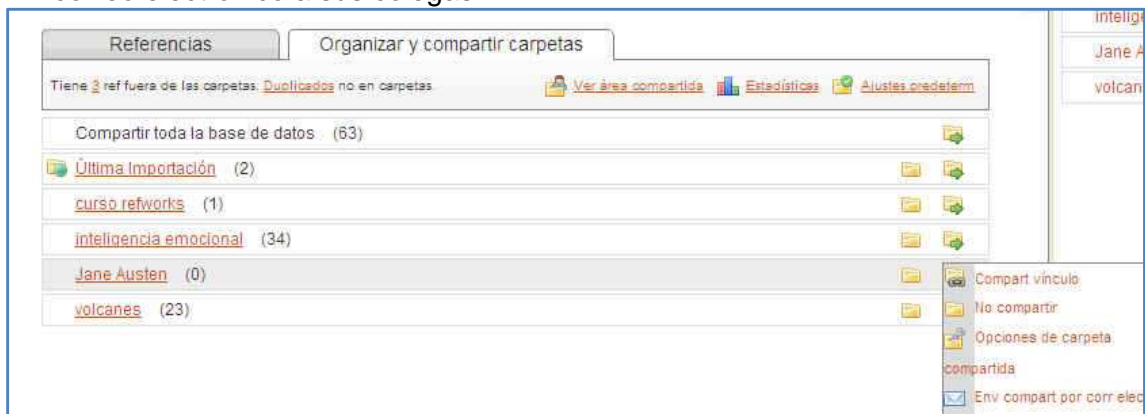 Referencias
Organizar y compartir carpetas
Tiene 3 ref fuera de las carpetas. Duplicados no en carpetas
Ver área compartida
Estadísticas
Ajustes predeterm
Compartir toda la base de datos (63)
Última Importación (2)
curso refworks (1)
inteligencia emocional (34)
Jane Austen (0)
volcanes (23)
Compart vínculo
No compartir
Opciones de carpeta
compartida
Env compart por corr elec
intelig
Jane A
volcan